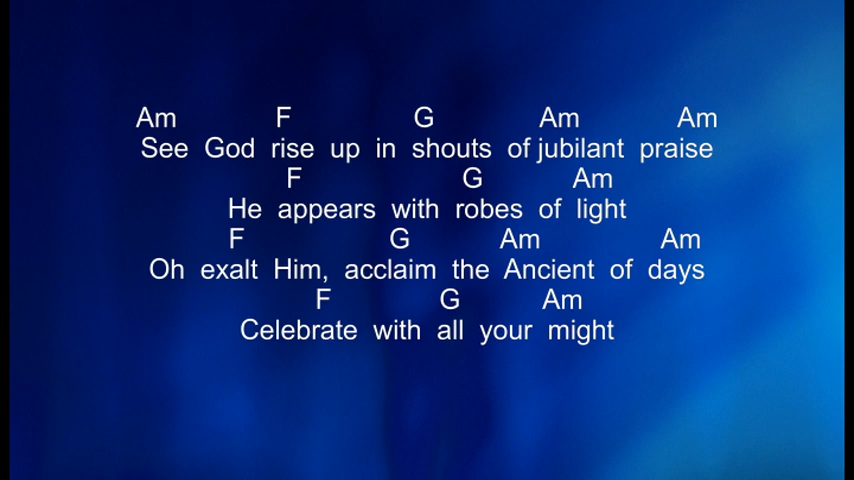 Am F G Am Am
See God rise up in shouts of jubilant praise
F G Am
He appears with robes of light
F G Am Am
Oh exalt Him, acclaim the Ancient of days
F G Am
Celebrate with all your might